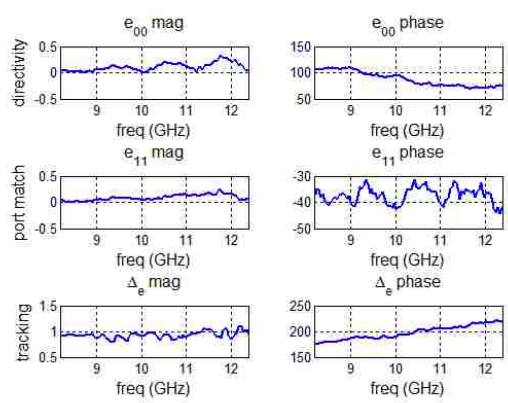 e00 mag
0.5
0
-0.5
directivity
9 10 11 12
freq (GHz)
e00 phase
150
100
50
9 10 11 12
freq (GHz)
e11 mag
0.5
0
-0.5
port match
9 10 11 12
freq (GHz)
e11 phase
-30
-40
-50
9 10 11 12
freq (GHz)
Δe mag
1.5
1
0.5
tracking
9 10 11 12
freq (GHz)
Δe phase
250
200
150
9 10 11 12
freq (GHz)